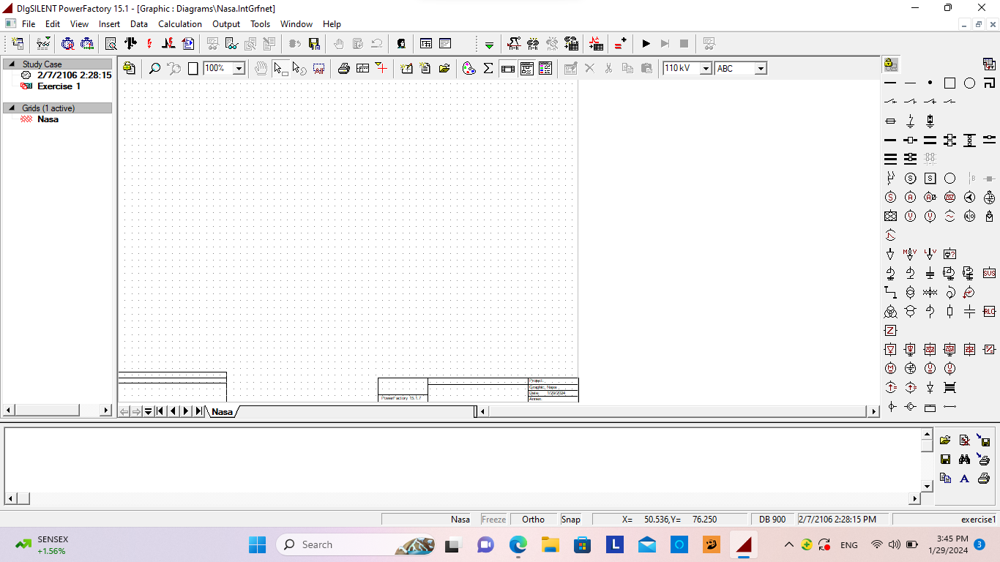 DIgSILENT PowerFactory 15.1 - [Graphic : Diagrams\Nasa.IntGrfnet]
File Edit View Insert Data Calculation Output Tools Window Help
Study Case
2/7/2106 2:28:15
Exercise 1
Grids (1 active)
Nasa
100%
110 kV
ABC
Project:
Graphic: Nasa
Date: 1/29/2024
Annex:
PowerFactory 15.1.7
Nasa
Nasa Freeze Ortho Snap X= 50.536,Y= 76.250 DB 900 2/7/2106 2:28:15 PM exercise1
SENSEX
+1.56%
Search
ENG
3:45 PM
1/29/2024
3